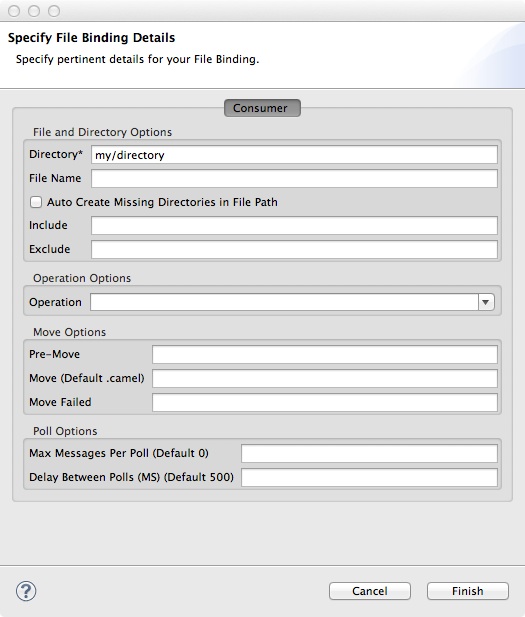 Specify File Binding Details
Specify pertinent details for your File Binding.
Consumer
File and Directory Options
Directory* my/directory
File Name
Auto Create Missing Directories in File Path
Include
Exclude
Operation Options
Operation
Move Options
Pre-Move
Move (Default .camel)
Move Failed
Poll Options
Max Messages Per Poll (Default 0)
Delay Between Polls (MS) (Default 500)
? Cancel Finish